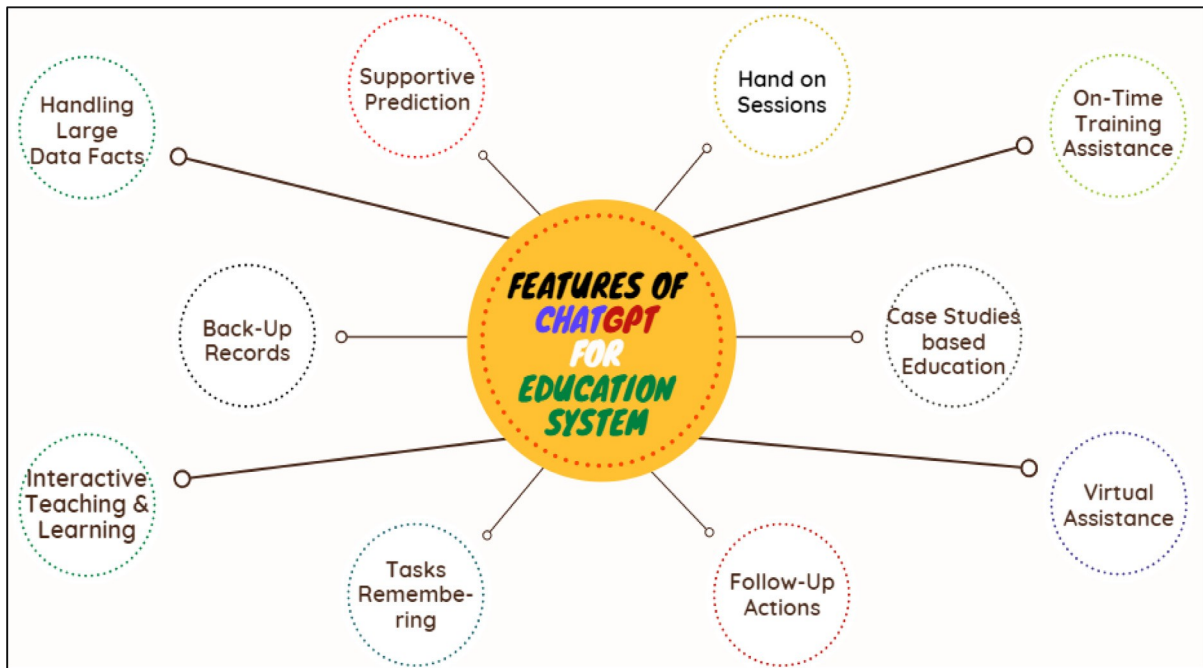 Handling
Large
Data Facts
Supportive
Prediction
Hand on
Sessions
On-Time
Training
Assistance
Back-Up
Records
FEATURES OF
CHATGPT
FOR
EDUCATION
SYSTEM
Case Studies
based
Education
Interactive
Teaching &
Learning
Tasks
Remembe-
ring
Follow-Up
Actions
Virtual
Assistance